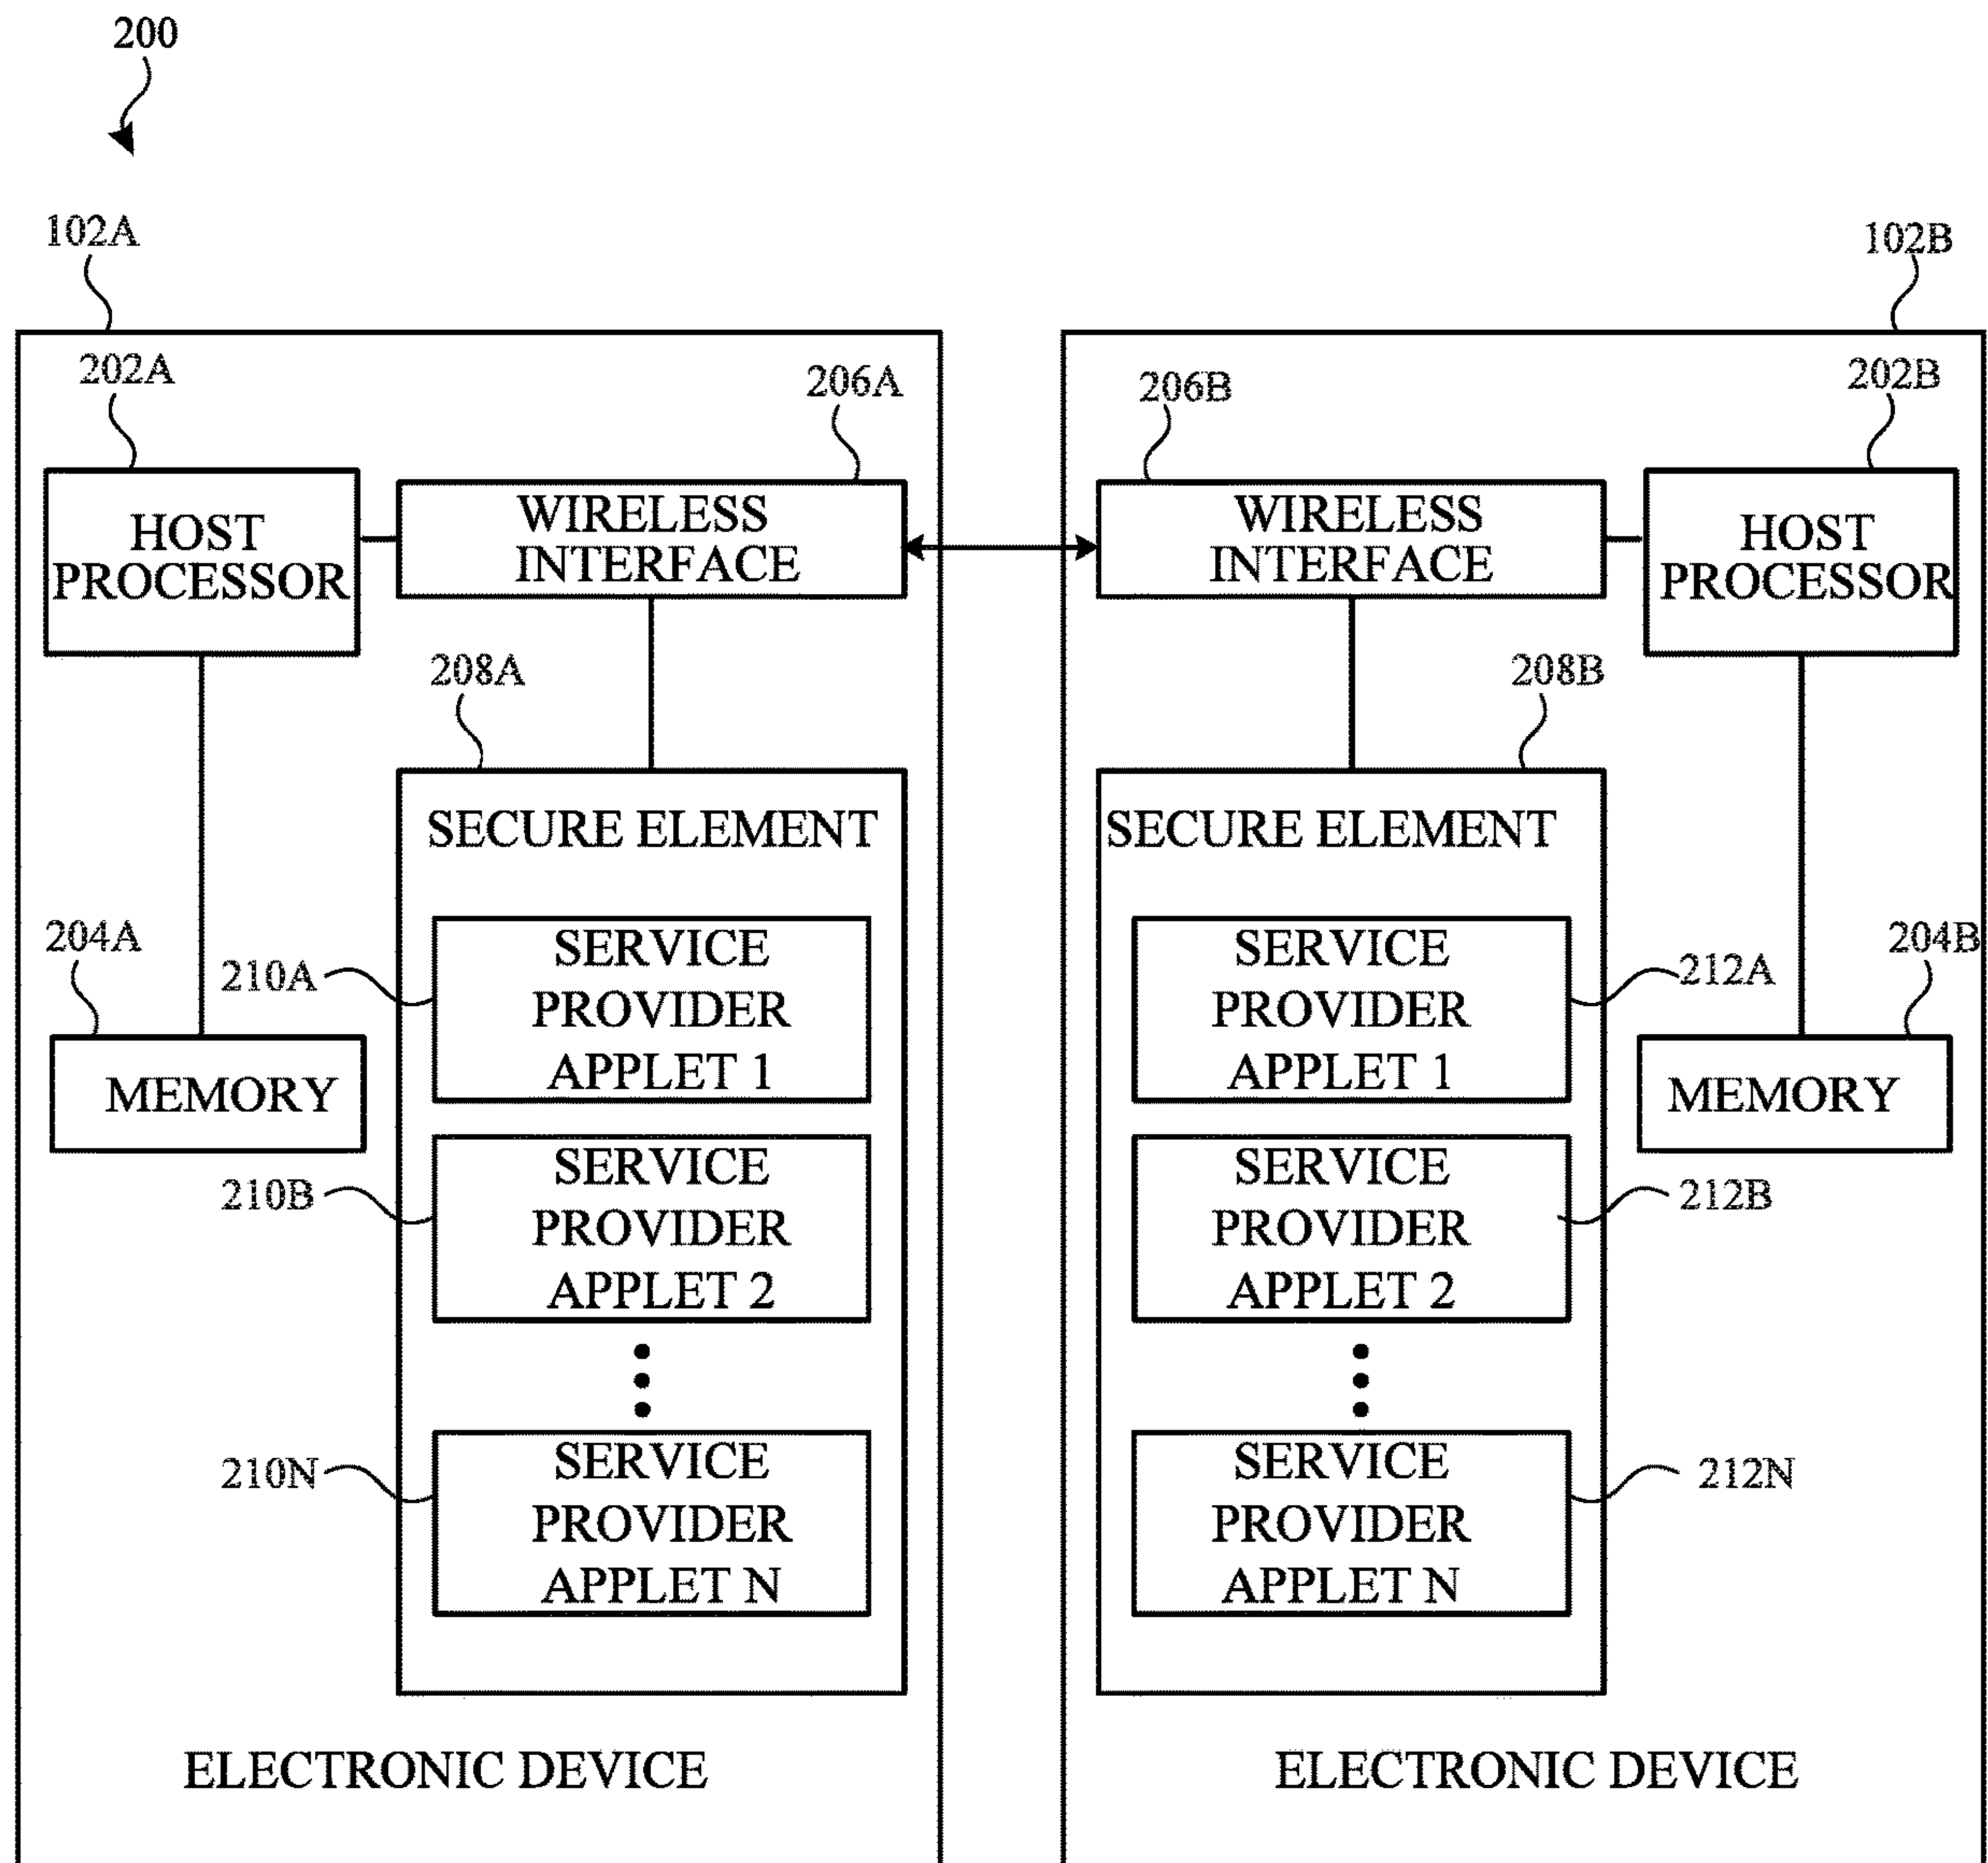 200
102A
102B
202A
206A
206B
202B
HOST
PROCESSOR
WIRELESS
INTERFACE
WIRELESS
INTERFACE
HOST
PROCESSOR
208A
208B
SECURE ELEMENT
SECURE ELEMENT
204A
210A
SERVICE
PROVIDER
APPLET 1
SERVICE
PROVIDER
APPLET 1
212A
204B
MEMORY
MEMORY
210B
SERVICE
PROVIDER
APPLET 2
SERVICE
PROVIDER
APPLET 2
212B
210N
SERVICE
PROVIDER
APPLET N
SERVICE
PROVIDER
APPLET N
212N
ELECTRONIC DEVICE
ELECTRONIC DEVICE